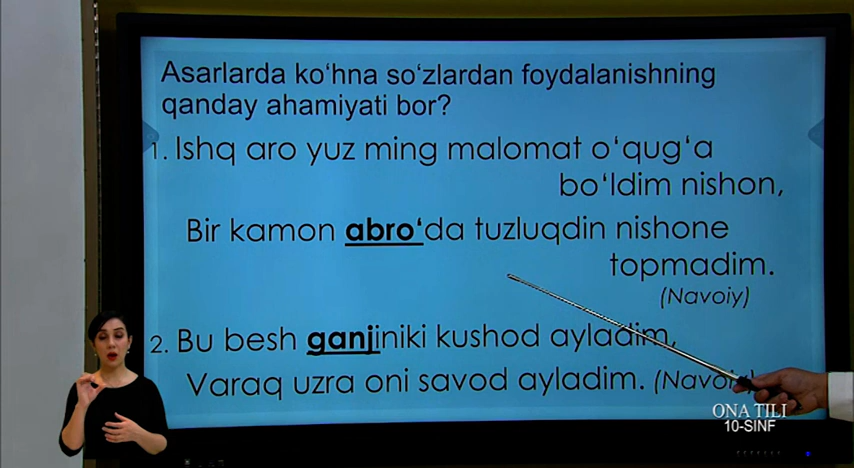 Asarlarda ko‘hna so‘zlardan foydalanishning
qanday ahamiyati bor?
1. Ishq aro yuz ming malomat o‘qug‘a
bo‘ldim nishon,
Bir kamon abro‘da tuzluqdin nishone
topmadim.
(Navoiy)
2. Bu besh ganjiniki kushod ayladim,
Varaq uzra oni savod ayladim. (Navoiy)
ONA TILI
10-SINF